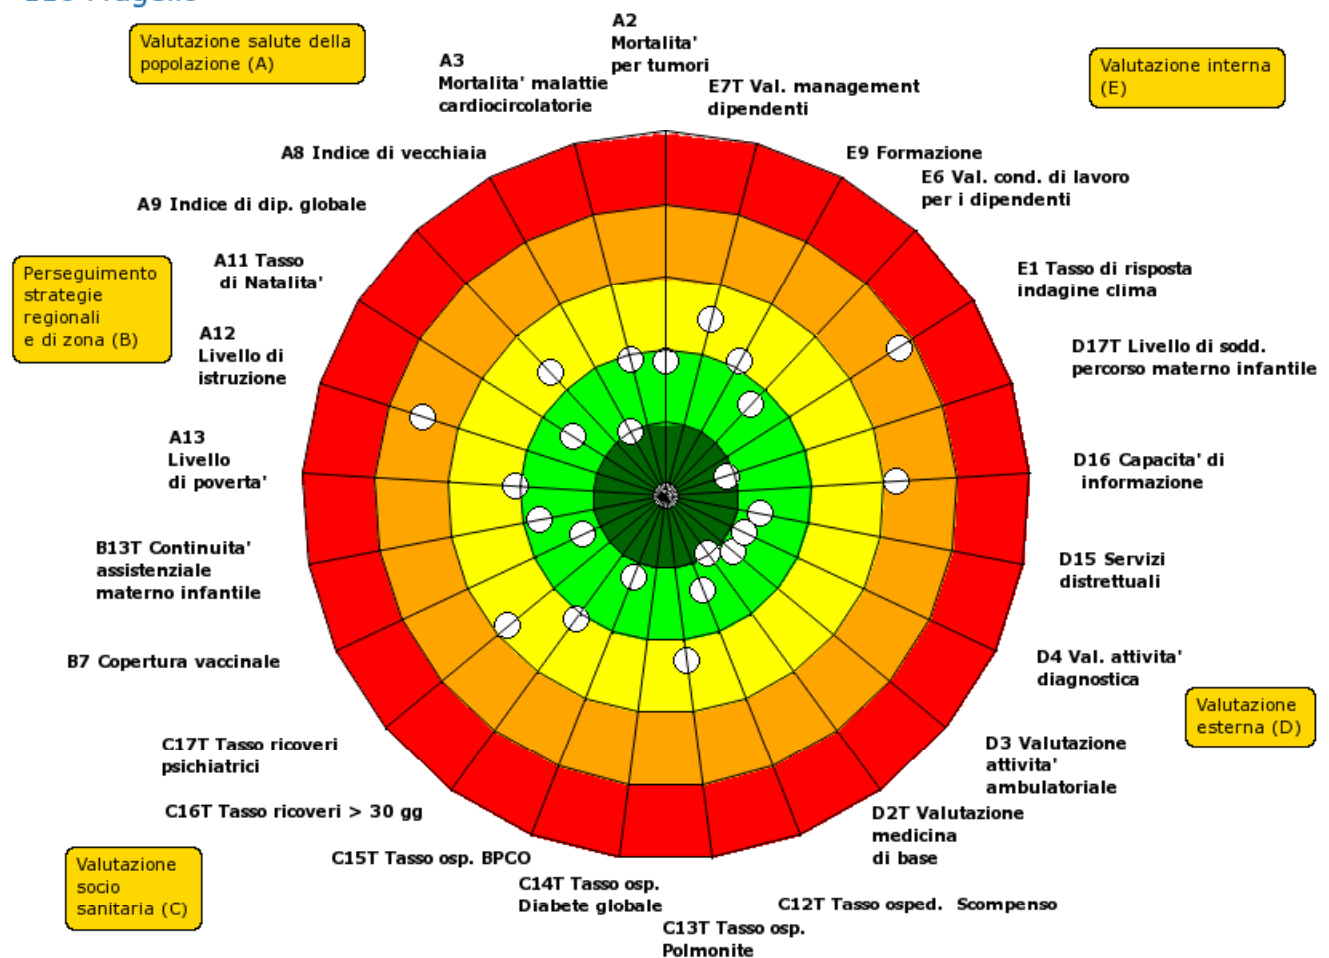 Valutazione salute della
popolazione (A)
A2
Mortalita'
per tumori
A3
Mortalita' malattie
cardiocircolatorie
E7T Val. management
dipendenti
Valutazione interna
(E)
A8 Indice di vecchiaia
E9 Formazione
E6 Val. cond. di lavoro
per i dipendenti
A9 Indice di dip. globale
A11 Tasso
di Natalita'
E1 Tasso di risposta
indagine clima
Perseguimento
strategie
regionali
e di zona (B)
A12
Livello di
istruzione
D17T Livello di sodd.
percorso materno infantile
A13
Livello
di poverta'
D16 Capacita' di
informazione
B13T Continuita'
assistenziale
materno infantile
D15 Servizi
distrettuali
B7 Copertura vaccinale
D4 Val. attivita'
diagnostica
Valutazione
esterna (D)
C17T Tasso ricoveri
psichiatrici
D3 Valutazione
attivita'
ambulatoriale
C16T Tasso ricoveri > 30 gg
D2T Valutazione
medicina
di base
C15T Tasso osp. BPCO
Valutazione
socio
sanitaria (C)
C14T Tasso osp.
Diabete globale
C12T Tasso osped. Scompenso
C13T Tasso osp.
Polmonite